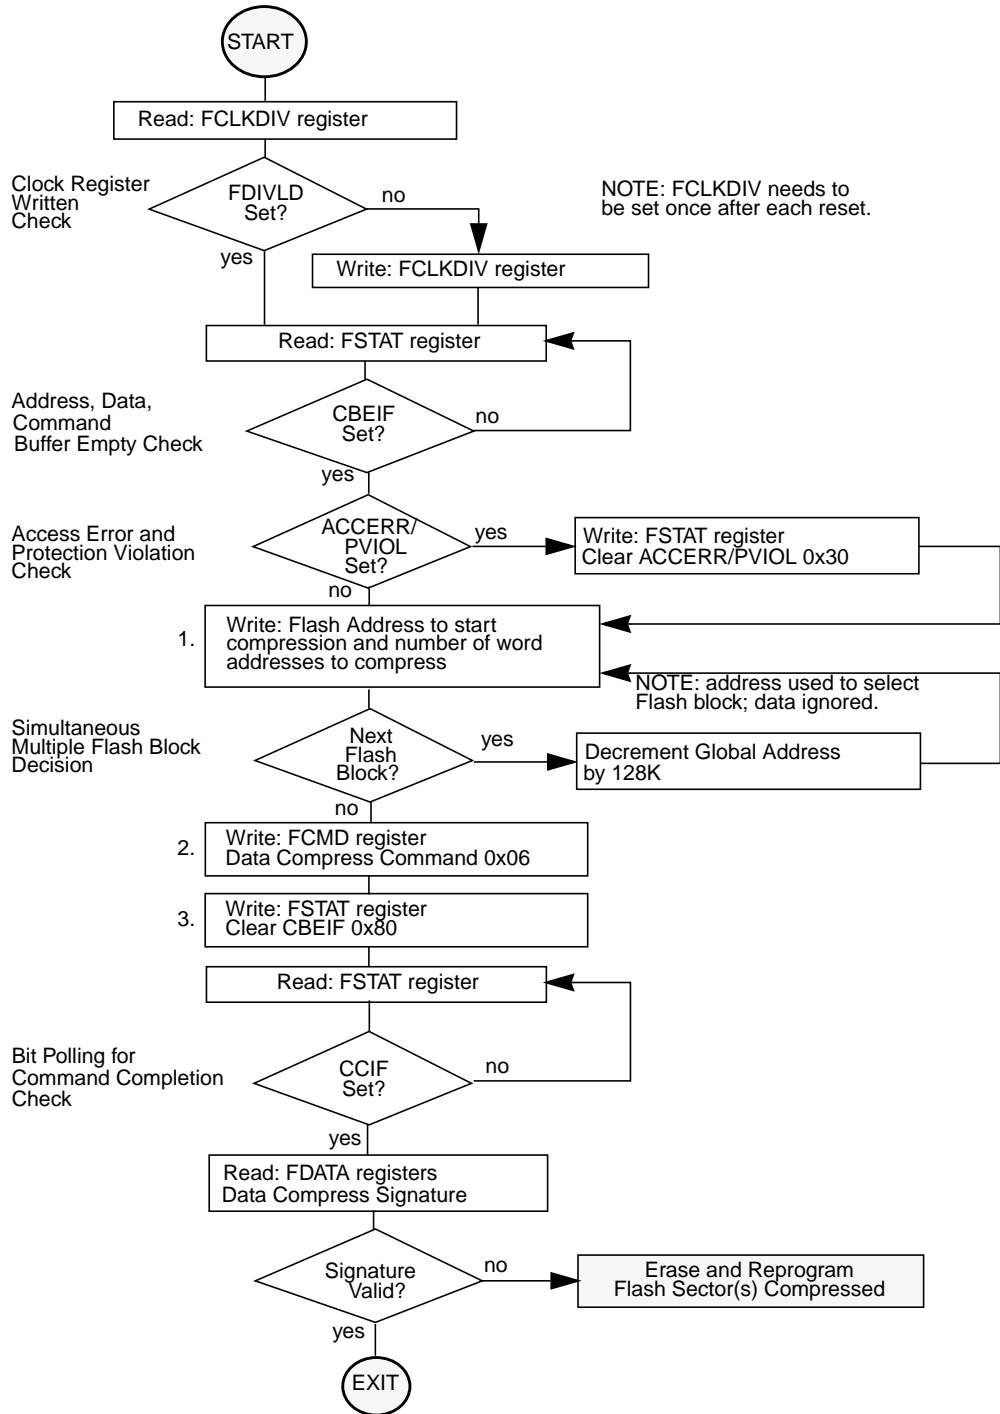 START
Read: FCLKDIV register
Clock Register
Written
Check
FDIVLD
Set?
no
yes
NOTE: FCLKDIV needs to
be set once after each reset.
Write: FCLKDIV register
Read: FSTAT register
Address, Data,
Command
Buffer Empty Check
CBEIF
Set?
no
yes
Access Error and
Protection Violation
Check
ACCERR/
PVIOL
Set?
yes
no
Write: FSTAT register
Clear ACCERR/PVIOL 0x30
1.
Write: Flash Address to start
compression and number of word
addresses to compress
NOTE: address used to select
Flash block; data ignored.
Simultaneous
Multiple Flash Block
Decision
Next
Flash
Block?
yes
no
Decrement Global Address
by 128K
2.
Write: FCMD register
Data Compress Command 0x06
3.
Write: FSTAT register
Clear CBEIF 0x80
Read: FSTAT register
Bit Polling for
Command Completion
Check
CCIF
Set?
no
yes
Read: FDATA registers
Data Compress Signature
Signature
Valid?
no
yes
Erase and Reprogram
Flash Sector(s) Compressed
EXIT